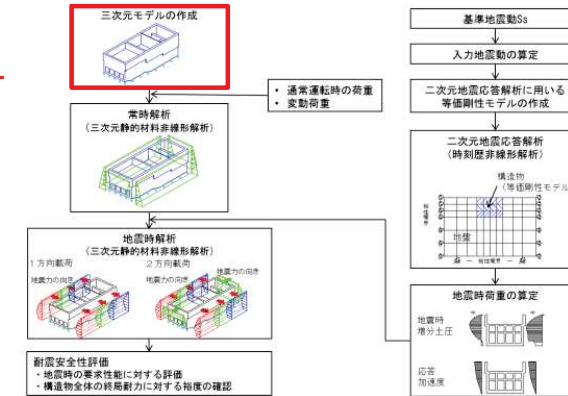 三次元モデルの作成
・ 通常運転時の荷重
・ 変動荷重
常時解析
（三次元静的材料非線形解析）
地震時解析
（三次元静的材料非線形解析）
１方向載荷
２方向載荷
地震力の向き
地震力の向き
耐震安全性評価
・地震時の要求性能に対する評価
・構造物全体の終局耐力に対する裕度の確認
基準地震動Ss
入力地震動の算定
二次元地震応答解析に用いる
等価剛性モデルの作成
二次元地震応答解析
（時刻歴非線形解析）
構造物
（等価剛性モデル
地盤
地震時荷重の算定
地震時
増分土圧
応答
加速度